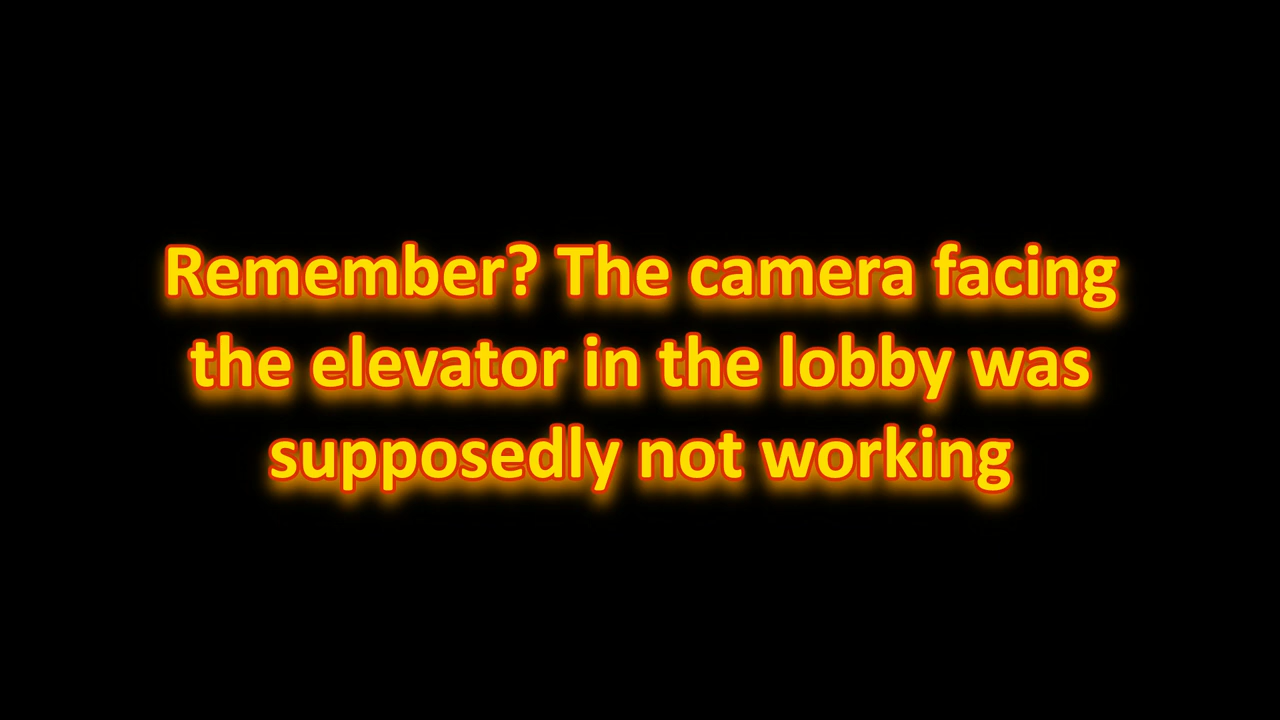 Remember? The camera facing
the elevator in the lobby was
supposedly not working